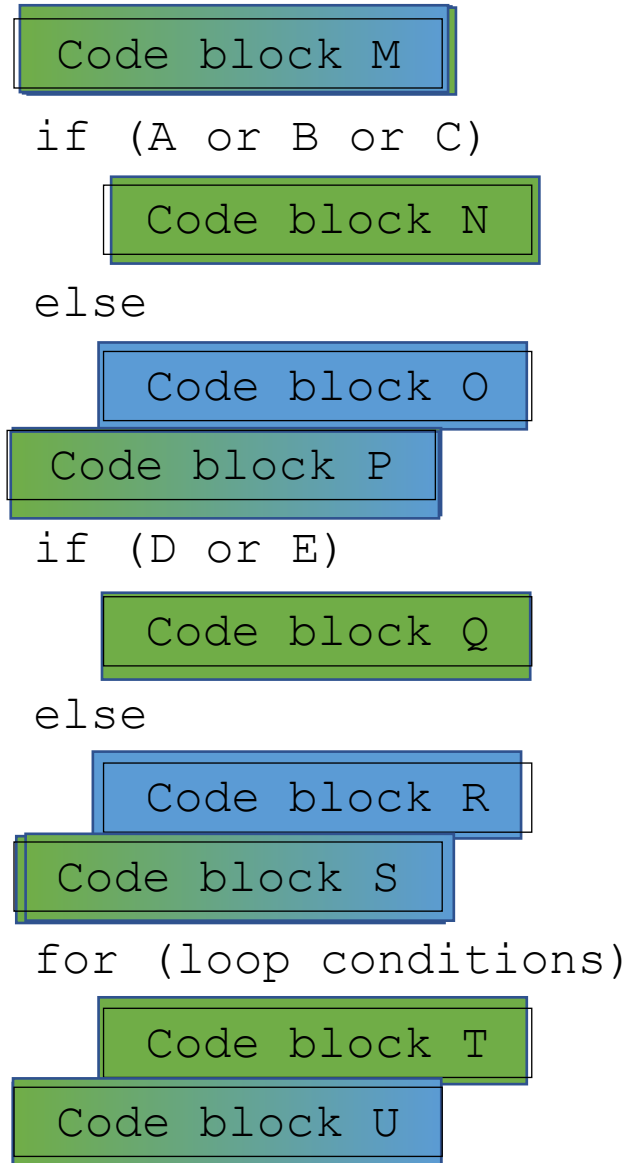 Code block M
if (A or B or C)
Code block N
else
Code block O
Code block P
if (D or E)
Code block Q
else
Code block R
Code block S
for (loop conditions)
Code block T
Code block U